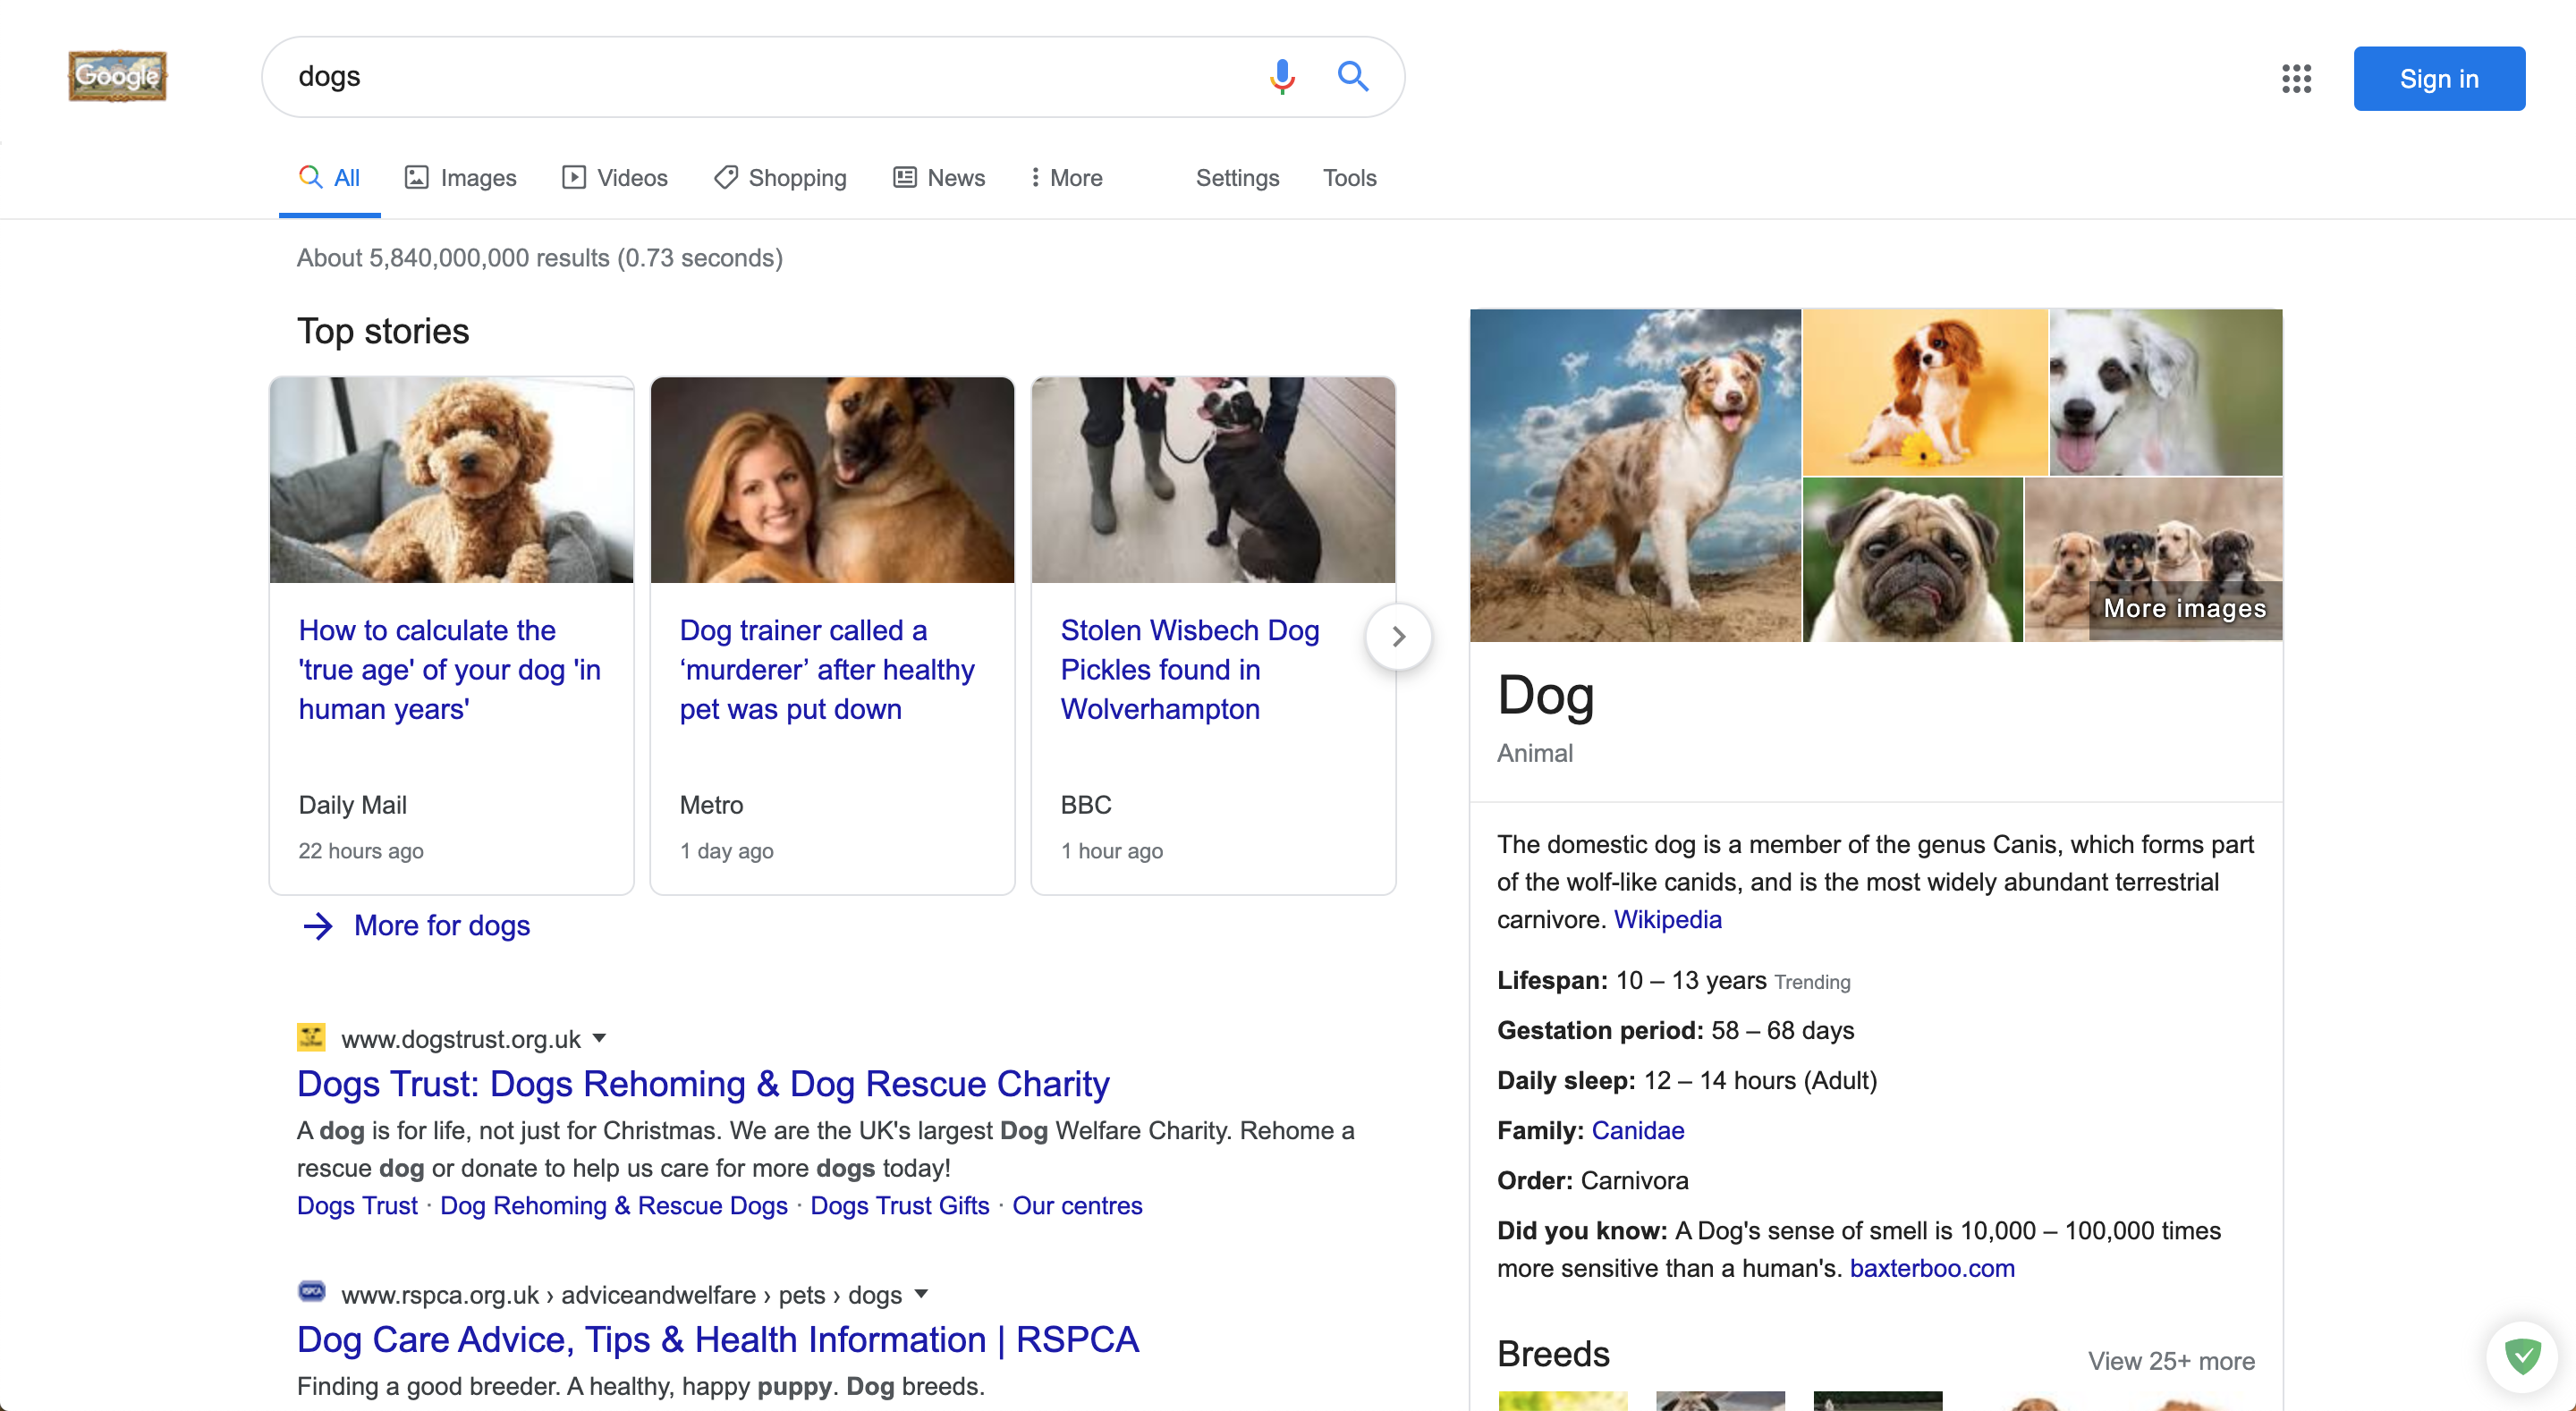 Google
dogs
Sign in
All
Images
Videos
Shopping
News
More
Settings
Tools
About 5,840,000,000 results (0.73 seconds)
Top stories
How to calculate the
'true age' of your dog 'in
human years'
Daily Mail
22 hours ago
Dog trainer called a
‘murderer’ after healthy
pet was put down
Metro
1 day ago
Stolen Wisbech Dog
Pickles found in
Wolverhampton
BBC
1 hour ago
More for dogs
www.dogstrust.org.uk
Dogs Trust: Dogs Rehoming & Dog Rescue Charity
A dog is for life, not just for Christmas. We are the UK's largest Dog Welfare Charity. Rehome a
rescue dog or donate to help us care for more dogs today!
Dogs Trust · Dog Rehoming & Rescue Dogs · Dogs Trust Gifts · Our centres
RSPCA
www.rspca.org.uk › adviceandwelfare › pets › dogs
Dog Care Advice, Tips & Health Information | RSPCA
Finding a good breeder. A healthy, happy puppy. Dog breeds.
More images
Dog
Animal
The domestic dog is a member of the genus Canis, which forms part
of the wolf-like canids, and is the most widely abundant terrestrial
carnivore. Wikipedia
Lifespan: 10 – 13 years Trending
Gestation period: 58 – 68 days
Daily sleep: 12 – 14 hours (Adult)
Family: Canidae
Order: Carnivora
Did you know: A Dog's sense of smell is 10,000 – 100,000 times
more sensitive than a human's. baxterboo.com
Breeds
View 25+ more